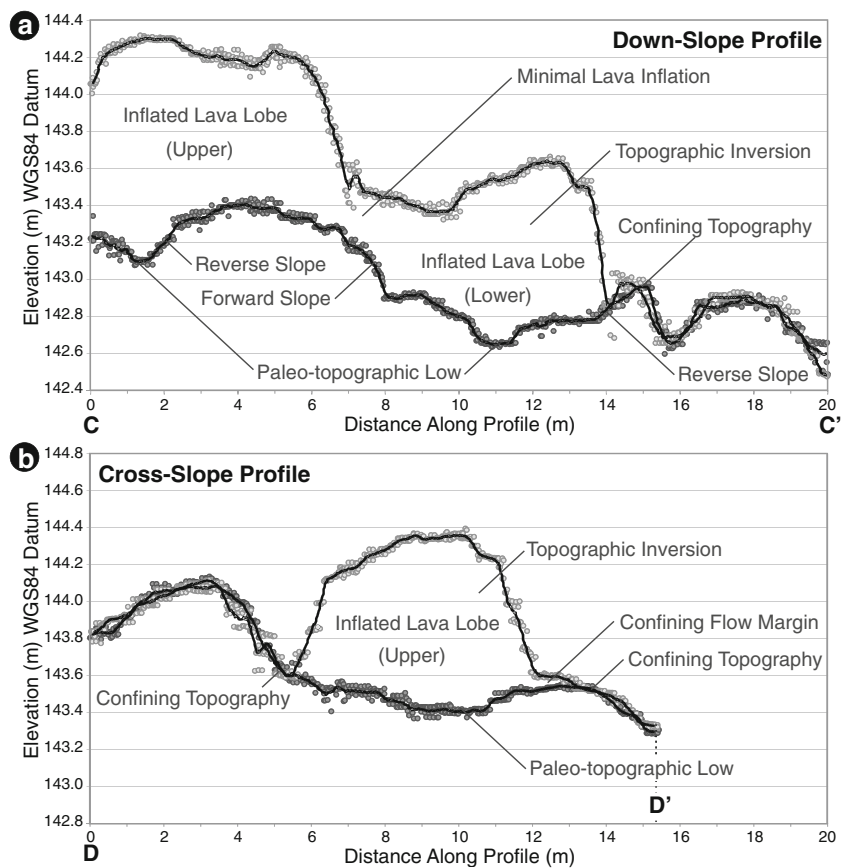 a
Down-Slope Profile
Elevation (m) WGS84 Datum
144.4
144.2
144.0
143.8
143.6
143.4
143.2
143.0
142.8
142.6
142.4
Minimal Lava Inflation
Inflated Lava Lobe
(Upper)
Topographic Inversion
Confining Topography
Reverse Slope
Forward Slope
Inflated Lava Lobe
(Lower)
Paleo-topographic Low
Reverse Slope
0 2 4 6 8 10 12 14 16 18 20
C Distance Along Profile (m) C'
b
Cross-Slope Profile
Elevation (m) WGS84 Datum
144.8
144.6
144.4
144.2
144.0
143.8
143.6
143.4
143.2
143.0
142.8
Topographic Inversion
Inflated Lava Lobe
(Upper)
Confining Flow Margin
Confining Topography
Confining Topography
Paleo-topographic Low
D'
0 2 4 6 8 10 12 14 16 18 20
D Distance Along Profile (m)